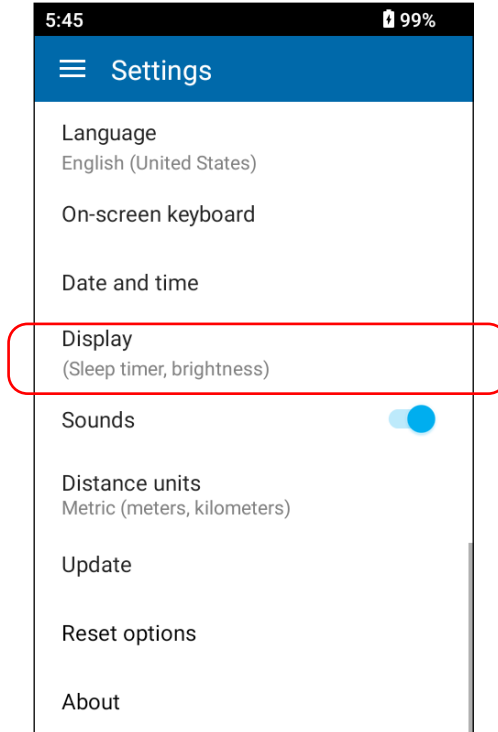 5:45 99%
Settings
Language
English (United States)
On-screen keyboard
Date and time
Display
(Sleep timer, brightness)
Sounds
Distance units
Metric (meters, kilometers)
Update
Reset options
About